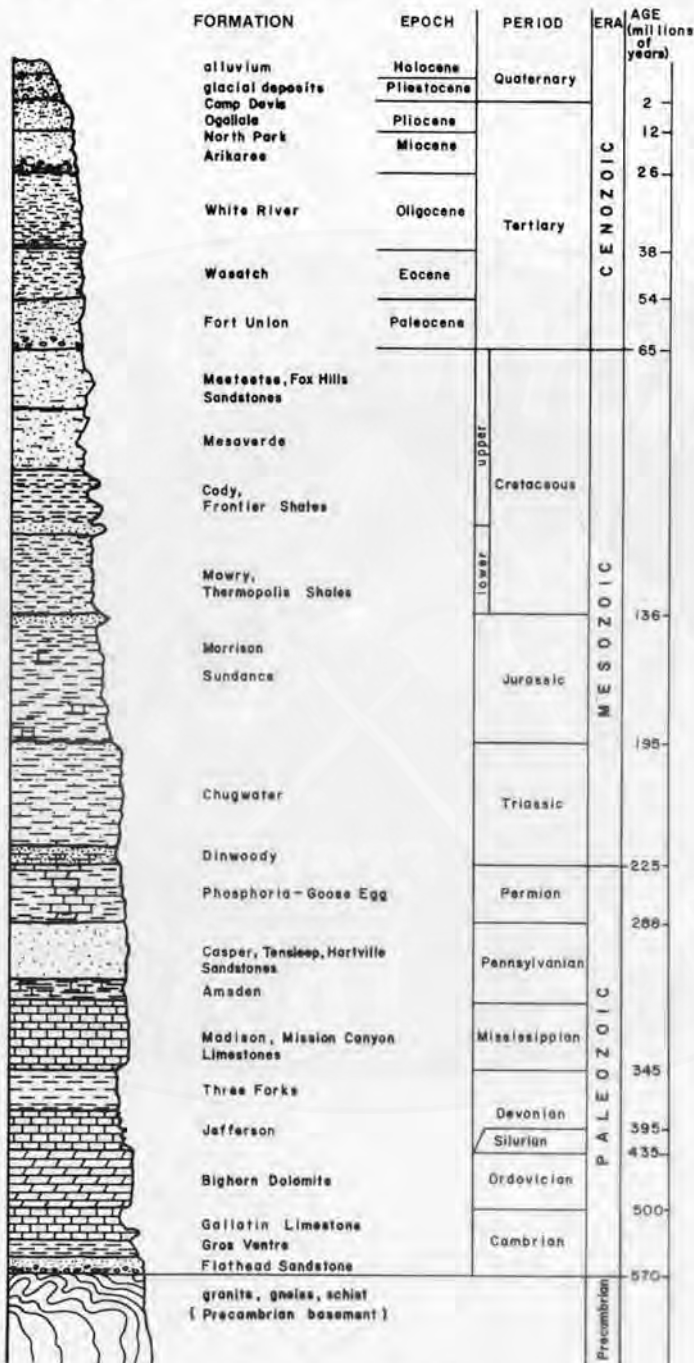 FORMATION EPOCH PERIOD ERA AGE
(millions
of
years)
alluvium Holocene Quaternary
glacial deposits Pliestocene
2
Camp Davis
Ogallala Pliocene
12
North Park Miocene
Arikaree
26
White River Oligocene Tertiary
38
Wasatch Eocene
54
Fort Union Paleocene
65
CENOZOIC
Meeteetse, Fox Hills
Sandstones
Mesaverde
upper
Cody,
Frontier Shales
Cretaceous
lower
Mowry,
Thermopolis Shales
136
Morrison
Sundance Jurassic
195
MESOZOIC
Chugwater Triassic
Dinwoody
225
Phosphoria-Goose Egg Permian
Casper, Tensleep, Hartville
Sandstones
Pennsylvanian
Amsden
Madison, Mission Canyon
Limestones
Mississippian
345
Three Forks
Devonian
Jefferson
395
Silurian
435
PALEOZOIC
Bighorn Dolomite Ordovician
500
Gallatin Limestone
Gros Ventre Cambrian
Flathead Sandstone
570
granite, gneiss, schist
(Precambrian basement)
Precambrian